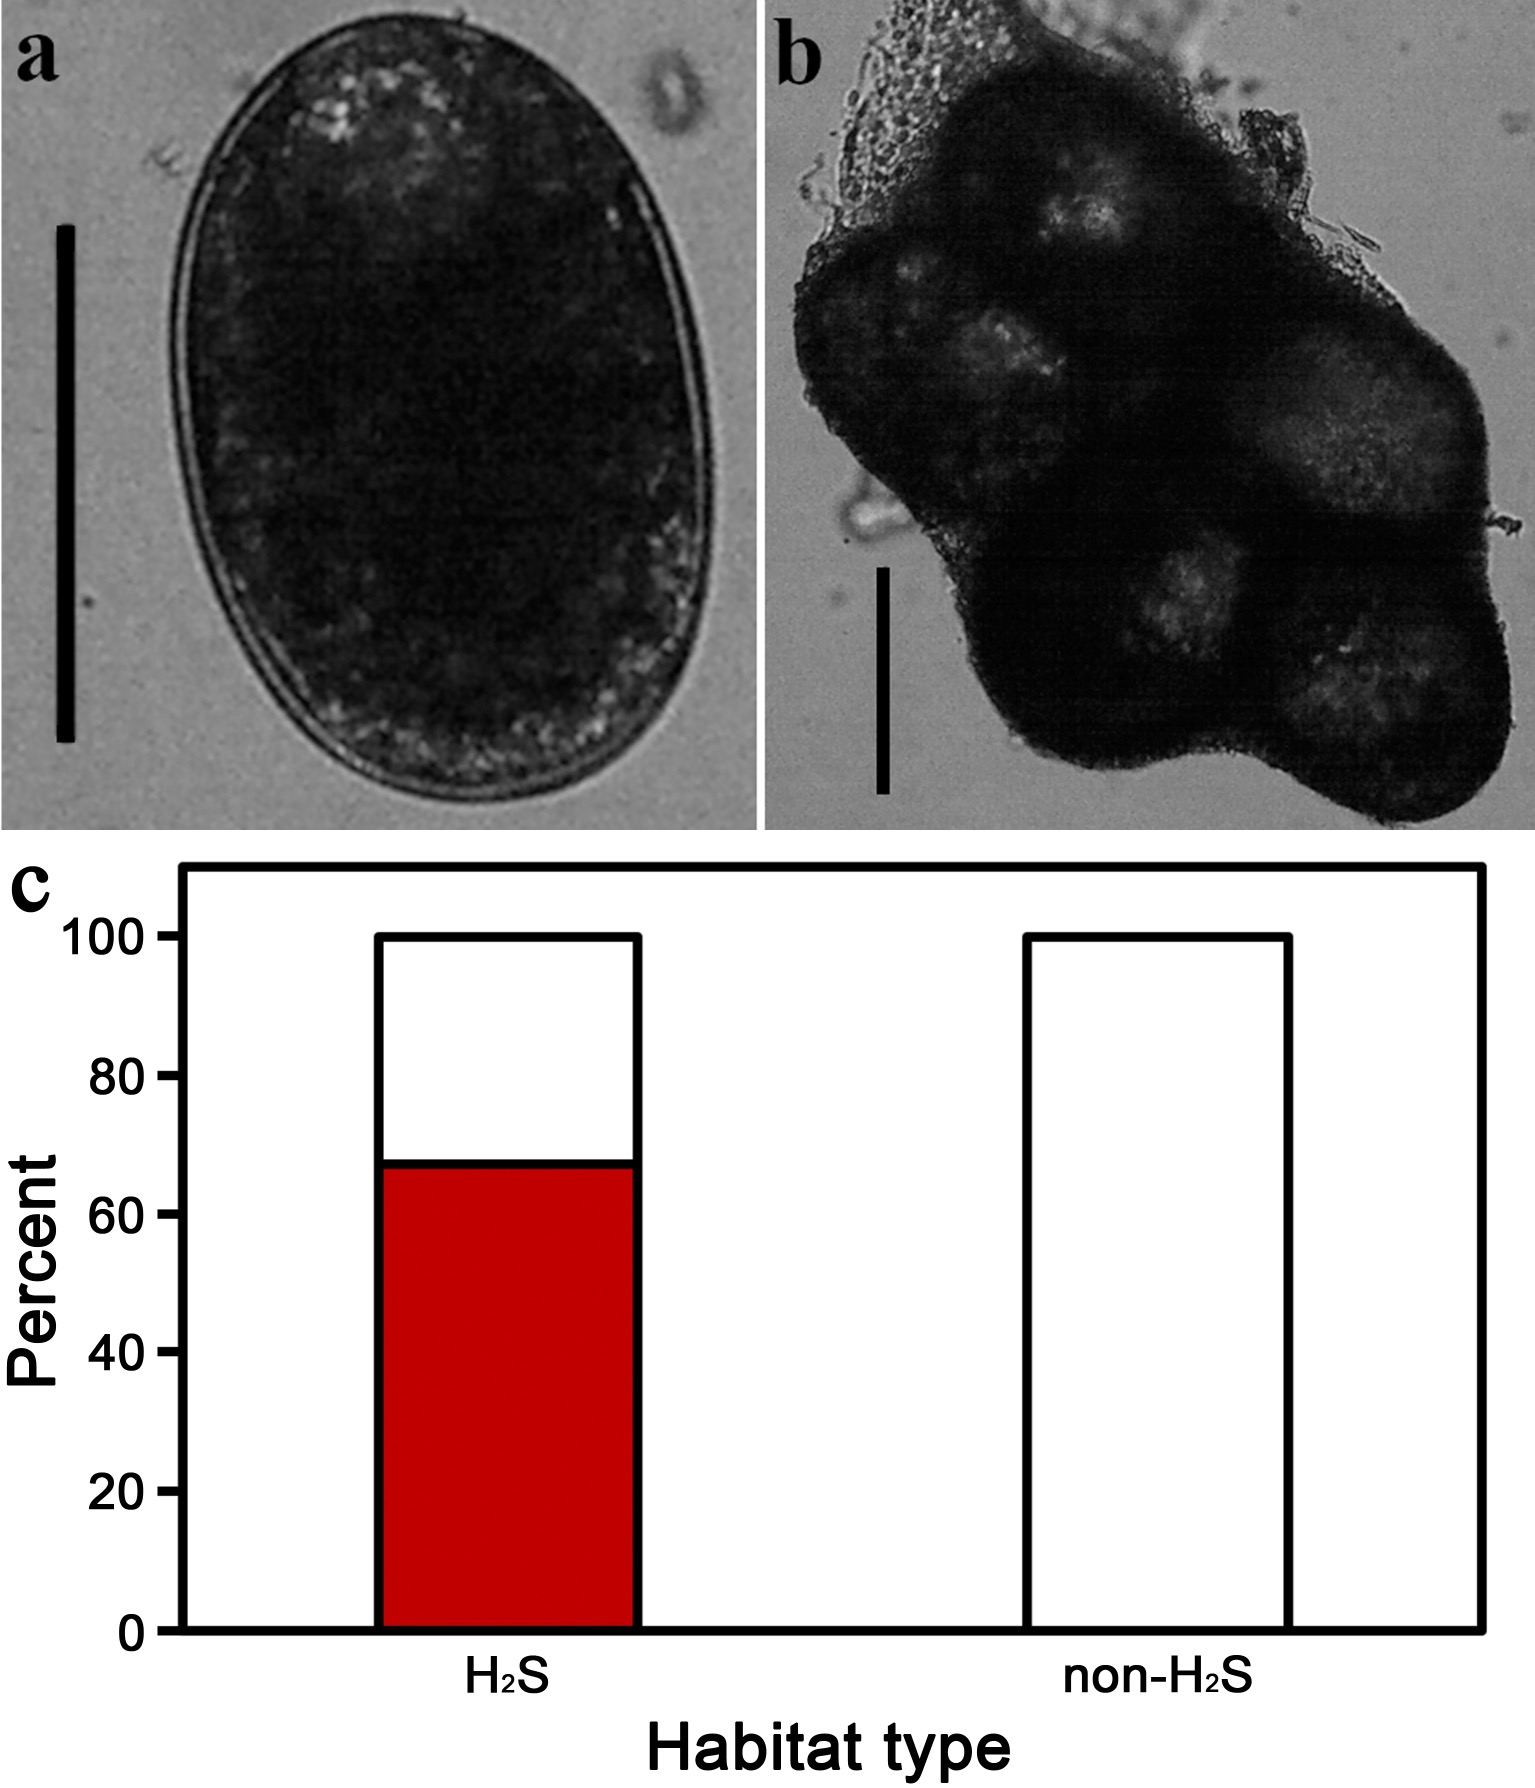 a
b
c
100
80
60
40
20
0
Percent
H₂S
non-H₂S
Habitat type